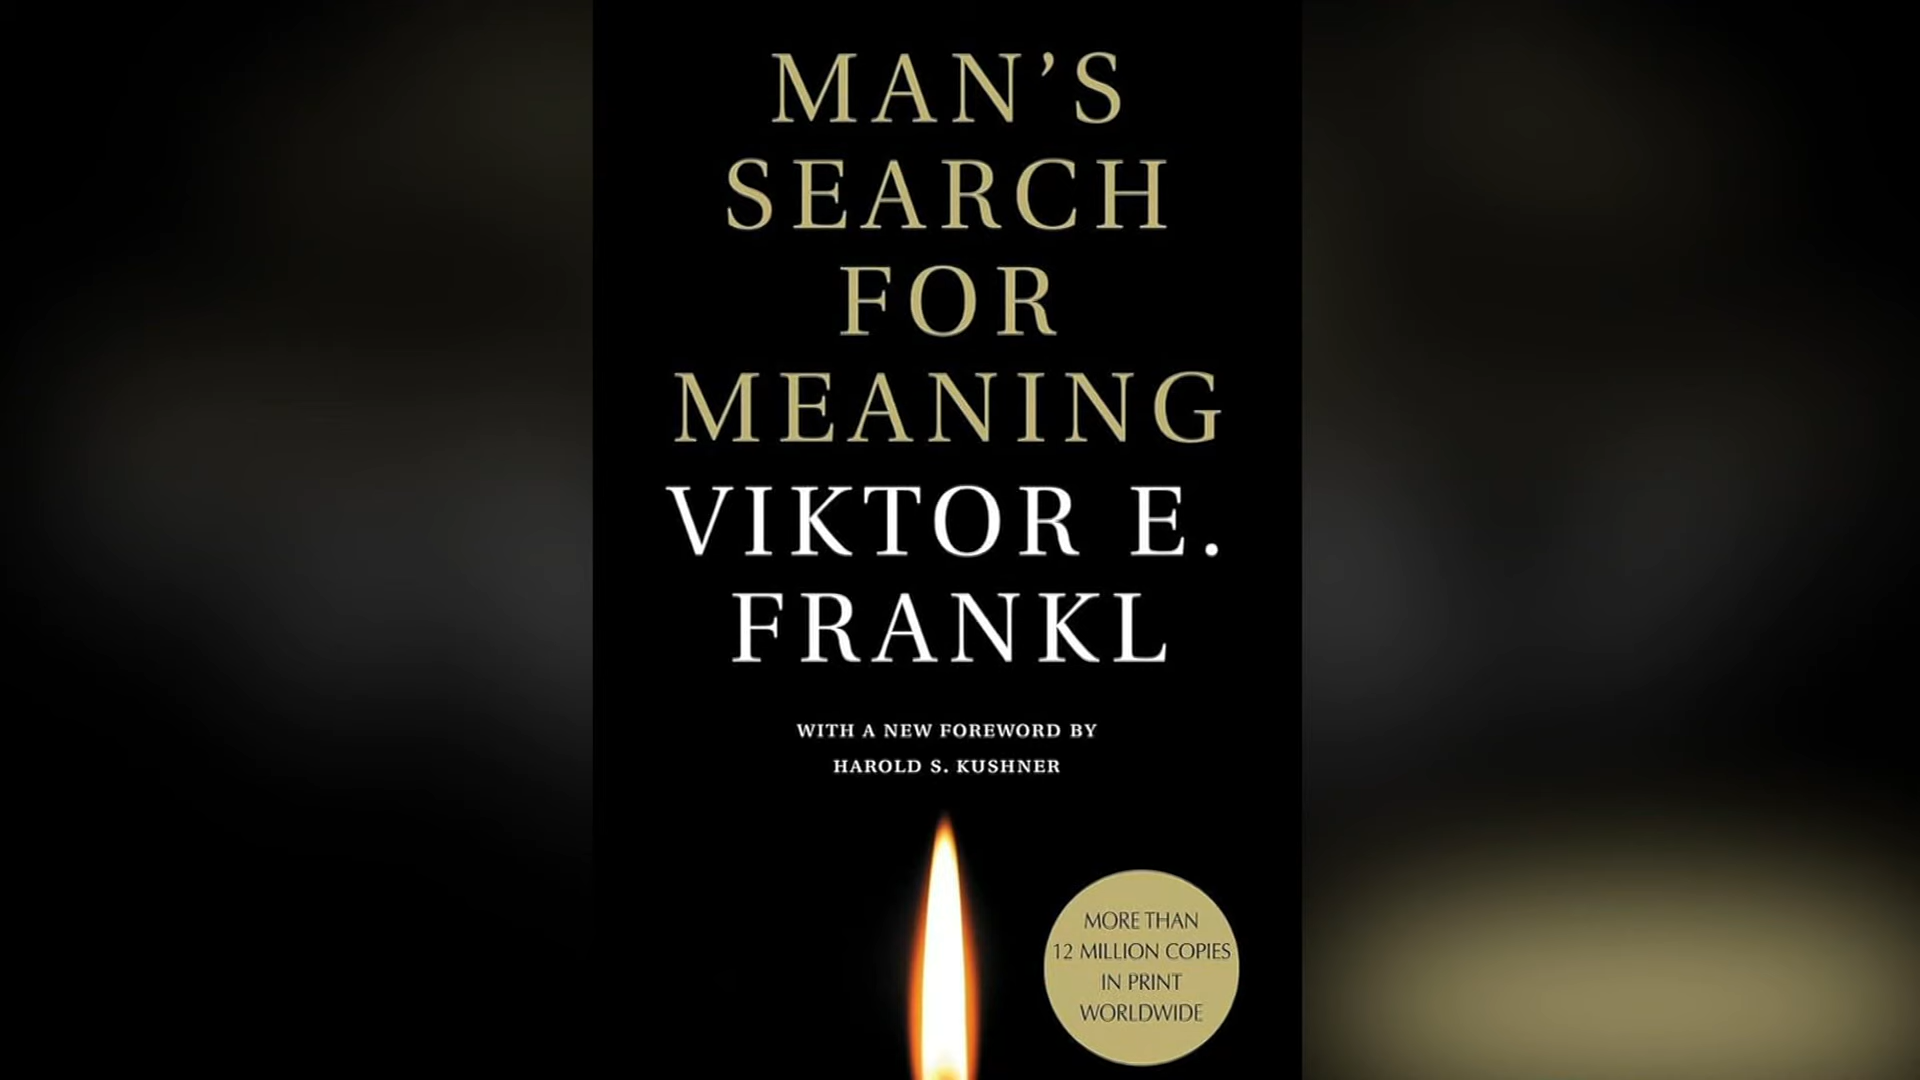 MAN’S
SEARCH
FOR
MEANING
VIKTOR E.
FRANKL
WITH A NEW FOREWORD BY
HAROLD S. KUSHNER
MORE THAN
12 MILLION COPIES
IN PRINT
WORLDWIDE